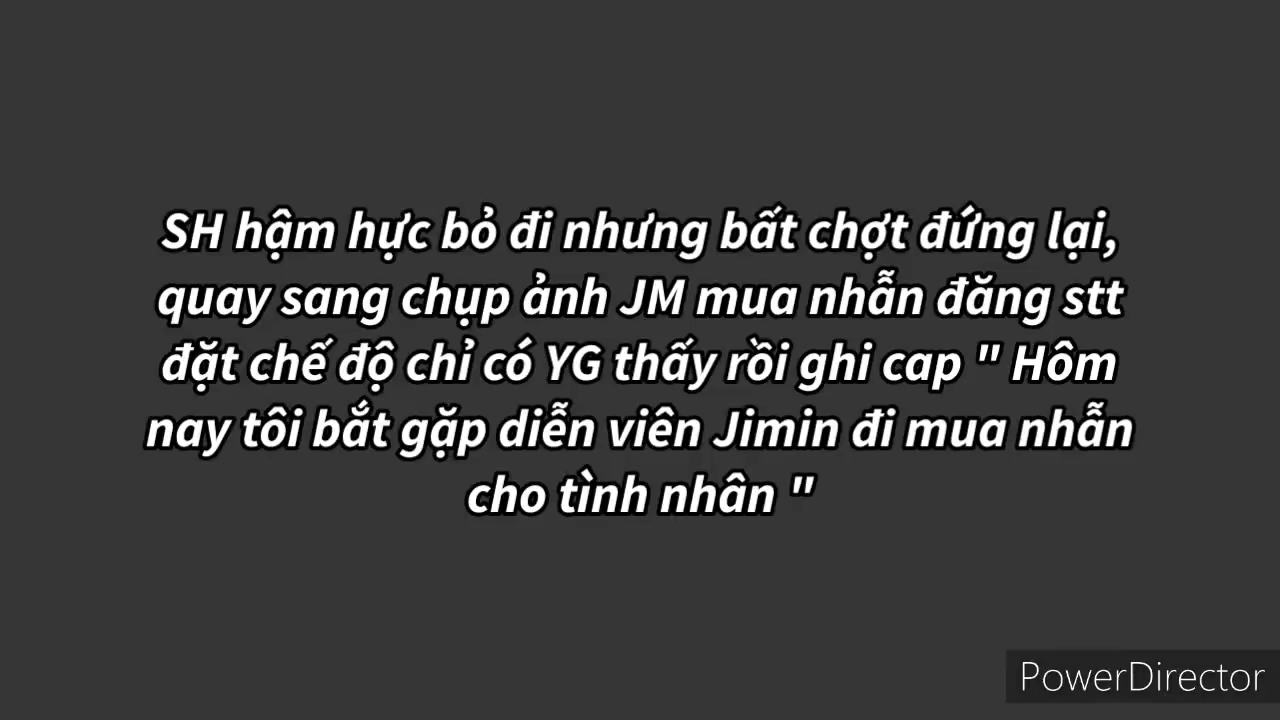 SH hậm hực bỏ đi nhưng bất chợt đứng lại,
quay sang chụp ảnh JM mua nhẫn đăng stt
đặt chế độ chỉ có YG thấy rồi ghi cap " Hôm
nay tôi bắt gặp diễn viên Jimin đi mua nhẫn
cho tình nhân "
PowerDirector